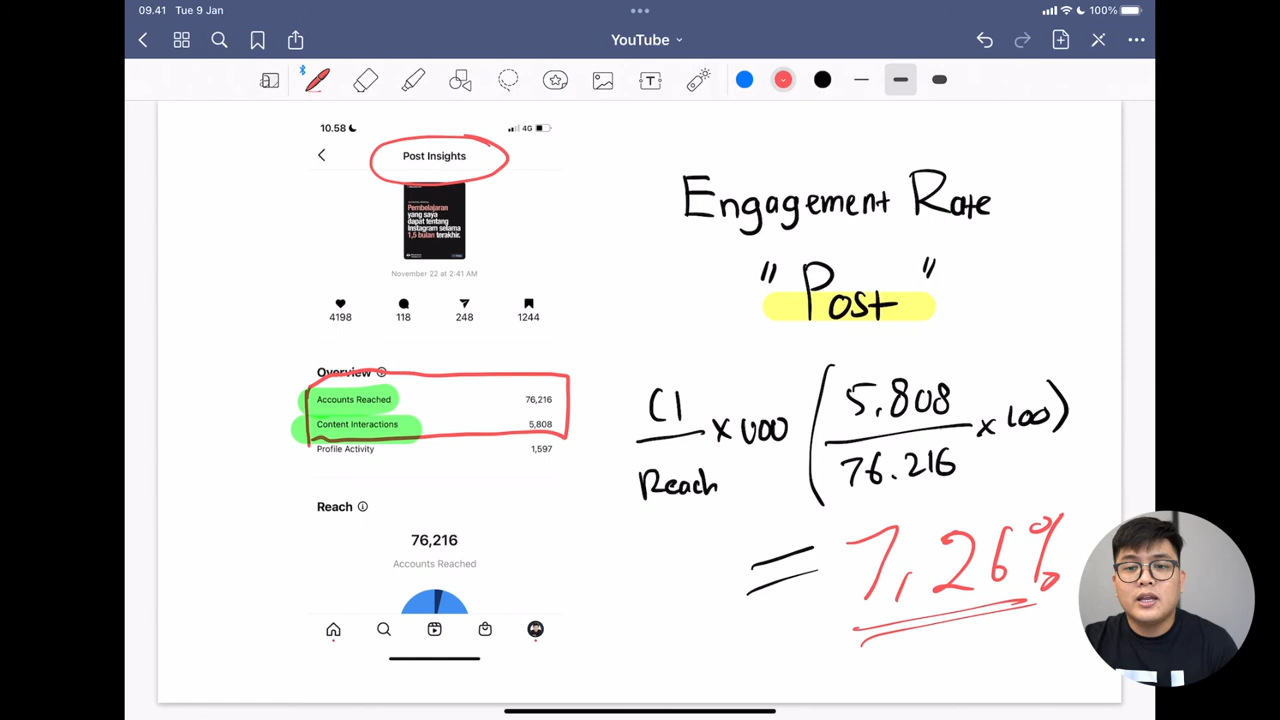 09.41 Tue 9 Jan
100%
YouTube
10.58
4G
Post Insights
Pembelajaran
yang saya
dapat tentang
Instagram selama
1,5 bulan terakhir.
November 22 at 2:41 AM
4198 118 248 1244
Overview
Accounts Reached 76,216
Content Interactions 5,808
Profile Activity 1,597
Reach
76,216
Accounts Reached
Engagement Rate
"Post"
CI
Reach
x 100
( 5.808
76.216
x 100 )
= 7,26%